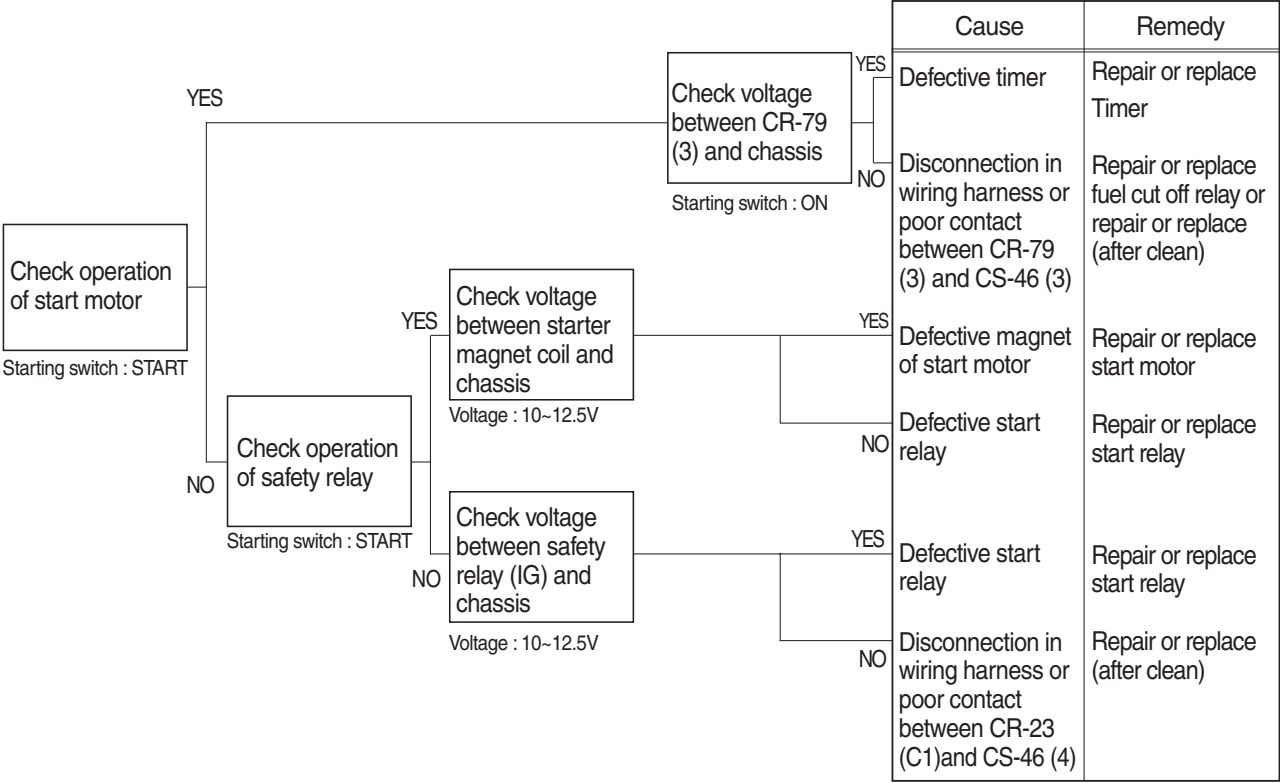 Cause
Remedy
YES
Check voltage
between CR-79
(3) and chassis
Starting switch : ON
YES
Defective timer
Repair or replace
Timer
NO
Disconnection in
wiring harness or
poor contact
between CR-79
(3) and CS-46 (3)
Repair or replace
fuel cut off relay or
repair or replace
(after clean)
Check operation
of start motor
Starting switch : START
NO
Check operation
of safety relay
Starting switch : START
YES
Check voltage
between starter
magnet coil and
chassis
Voltage : 10~12.5V
YES
Defective magnet
of start motor
Repair or replace
start motor
NO
Defective start
relay
Repair or replace
start relay
NO
Check voltage
between safety
relay (IG) and
chassis
Voltage : 10~12.5V
YES
Defective start
relay
Repair or replace
start relay
NO
Disconnection in
wiring harness or
poor contact
between CR-23
(C1)and CS-46 (4)
Repair or replace
(after clean)